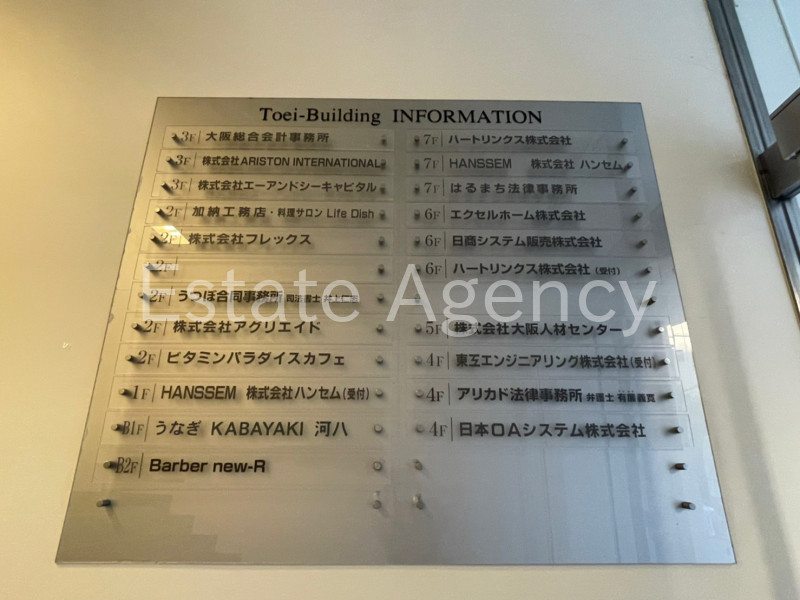 Toei-Building INFORMATION
3F 大阪総合会計事務所
3F 株式会社ARISTON INTERNATIONAL
3F 株式会社エーアンドシーキャピタル
2F 加納工務店・料理サロン Life Dish
2F 株式会社フレックス
2F
2F うつぼ合同事務所 司法書士
2F 株式会社アグリエイド
2F ビタミンパラダイスカフェ
1F HANSSEM 株式会社ハンセム(受付)
B1F うなぎ KABAYAKI 河八
B2F Barber new-R
7F ハートリンクス株式会社
7F HANSSEM 株式会社 ハンセム
7F はるまち法律事務所
6F エクセルホーム株式会社
6F 日商システム販売株式会社
6F ハートリンクス株式会社(受付)
5F 株式会社大阪人材センター
4F 東亜エンジニアリング株式会社(受付)
4F アリカド法律事務所 弁護士
4F 日本OAシステム株式会社
Estate Agency